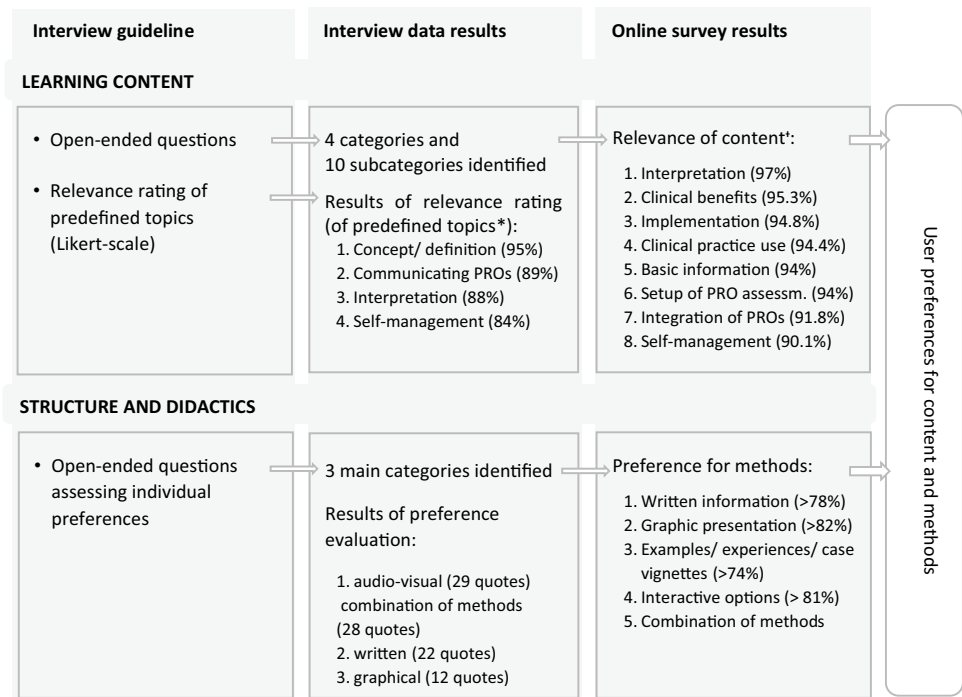 Interview guideline
Interview data results
Online survey results
LEARNING CONTENT
• Open-ended questions
• Relevance rating of
predefined topics
(Likert-scale)
4 categories and
10 subcategories identified
Results of relevance rating
(of predefined topics*):
1. Concept/ definition (95%)
2. Communicating PROs (89%)
3. Interpretation (88%)
4. Self-management (84%)
Relevance of content⁺:
1. Interpretation (97%)
2. Clinical benefits (95.3%)
3. Implementation (94.8%)
4. Clinical practice use (94.4%)
5. Basic information (94%)
6. Setup of PRO assessm. (94%)
7. Integration of PROs (91.8%)
8. Self-management (90.1%)
STRUCTURE AND DIDACTICS
• Open-ended questions
assessing individual
preferences
3 main categories identified
Results of preference
evaluation:
1. audio-visual (29 quotes)
combination of methods
(28 quotes)
2. written (22 quotes)
3. graphical (12 quotes)
Preference for methods:
1. Written information (>78%)
2. Graphic presentation (>82%)
3. Examples/ experiences/ case
vignettes (>74%)
4. Interactive options (> 81%)
5. Combination of methods
User preferences for content and methods